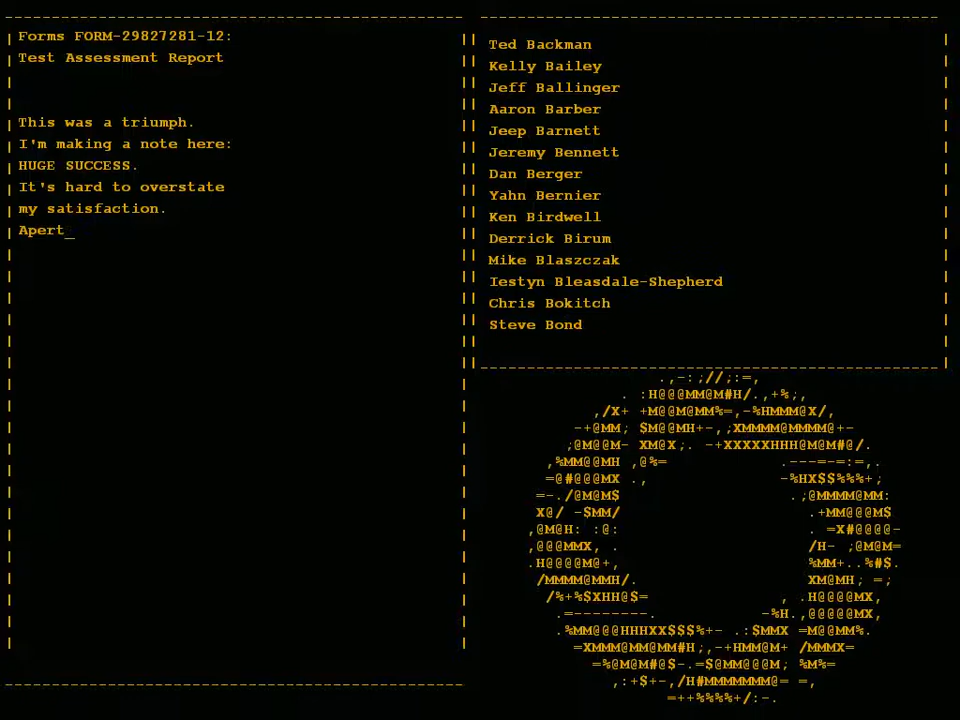 Forms FORM-29827281-12:
Test Assessment Report
This was a triumph.
I'm making a note here:
HUGE SUCCESS.
It's hard to overstate
my satisfaction.
Apert_
Ted Backman
Kelly Bailey
Jeff Ballinger
Aaron Barber
Jeep Barnett
Jeremy Bennett
Dan Berger
Yahn Bernier
Ken Birdwell
Derrick Birum
Mike Blaszczak
Iestyn Bleasdale-Shepherd
Chris Bokitch
Steve Bond